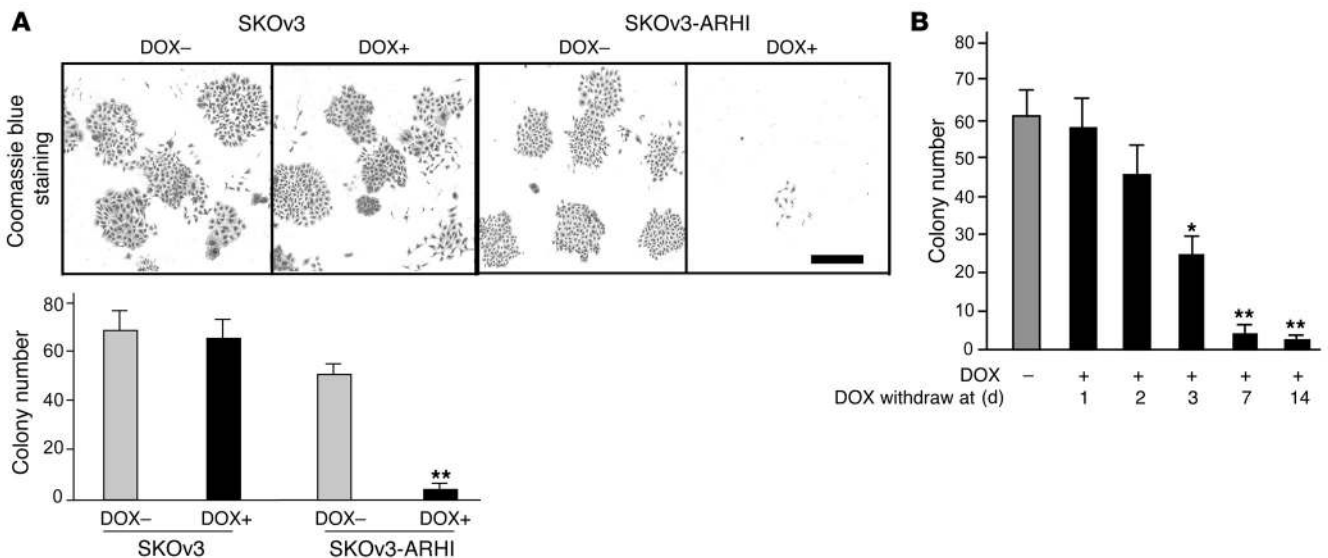 A
SKOv3
SKOv3-ARHI
DOX–
DOX+
DOX–
DOX+
Coomassie blue
staining
Colony number
80
60
40
20
0
**
DOX–
DOX+
DOX–
DOX+
SKOv3
SKOv3-ARHI
B
Colony number
80
70
60
50
40
30
20
10
0
*
**
**
DOX – + + + + +
DOX withdraw at (d) 1 2 3 7 14